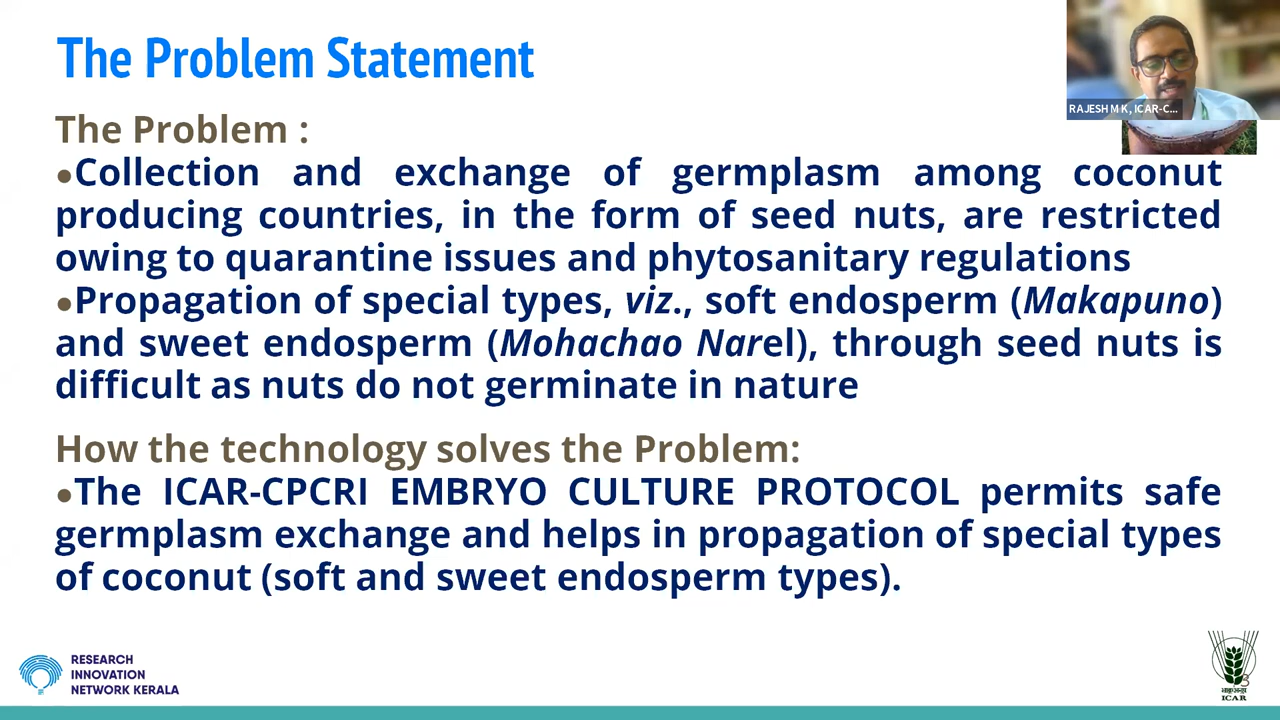 The Problem Statement
RAJESH M K, ICAR-C...
The Problem :
●Collection and exchange of germplasm among coconut
producing countries, in the form of seed nuts, are restricted
owing to quarantine issues and phytosanitary regulations
●Propagation of special types, viz., soft endosperm (Makapuno)
and sweet endosperm (Mohachao Narel), through seed nuts is
difficult as nuts do not germinate in nature
How the technology solves the Problem:
●The ICAR-CPCRI EMBRYO CULTURE PROTOCOL permits safe
germplasm exchange and helps in propagation of special types
of coconut (soft and sweet endosperm types).
RESEARCH
INNOVATION
NETWORK KERALA
3
भाकृअनुप
ICAR